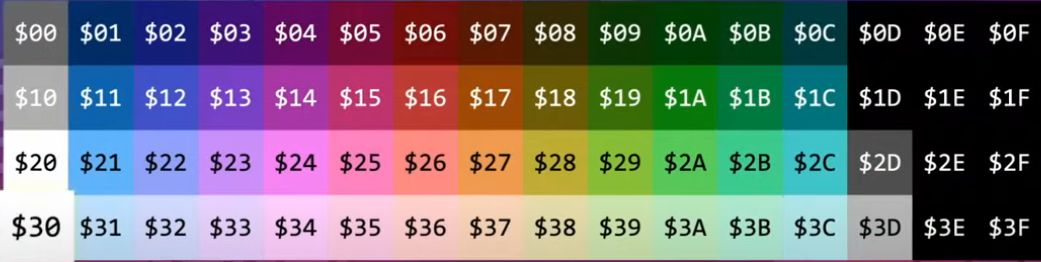 $00 $01 $02 $03 $04 $05 $06 $07 $08 $09 $0A $0B $0C $0D $0E $0F
$10 $11 $12 $13 $14 $15 $16 $17 $18 $19 $1A $1B $1C $1D $1E $1F
$20 $21 $22 $23 $24 $25 $26 $27 $28 $29 $2A $2B $2C $2D $2E $2F
$30 $31 $32 $33 $34 $35 $36 $37 $38 $39 $3A $3B $3C $3D $3E $3F